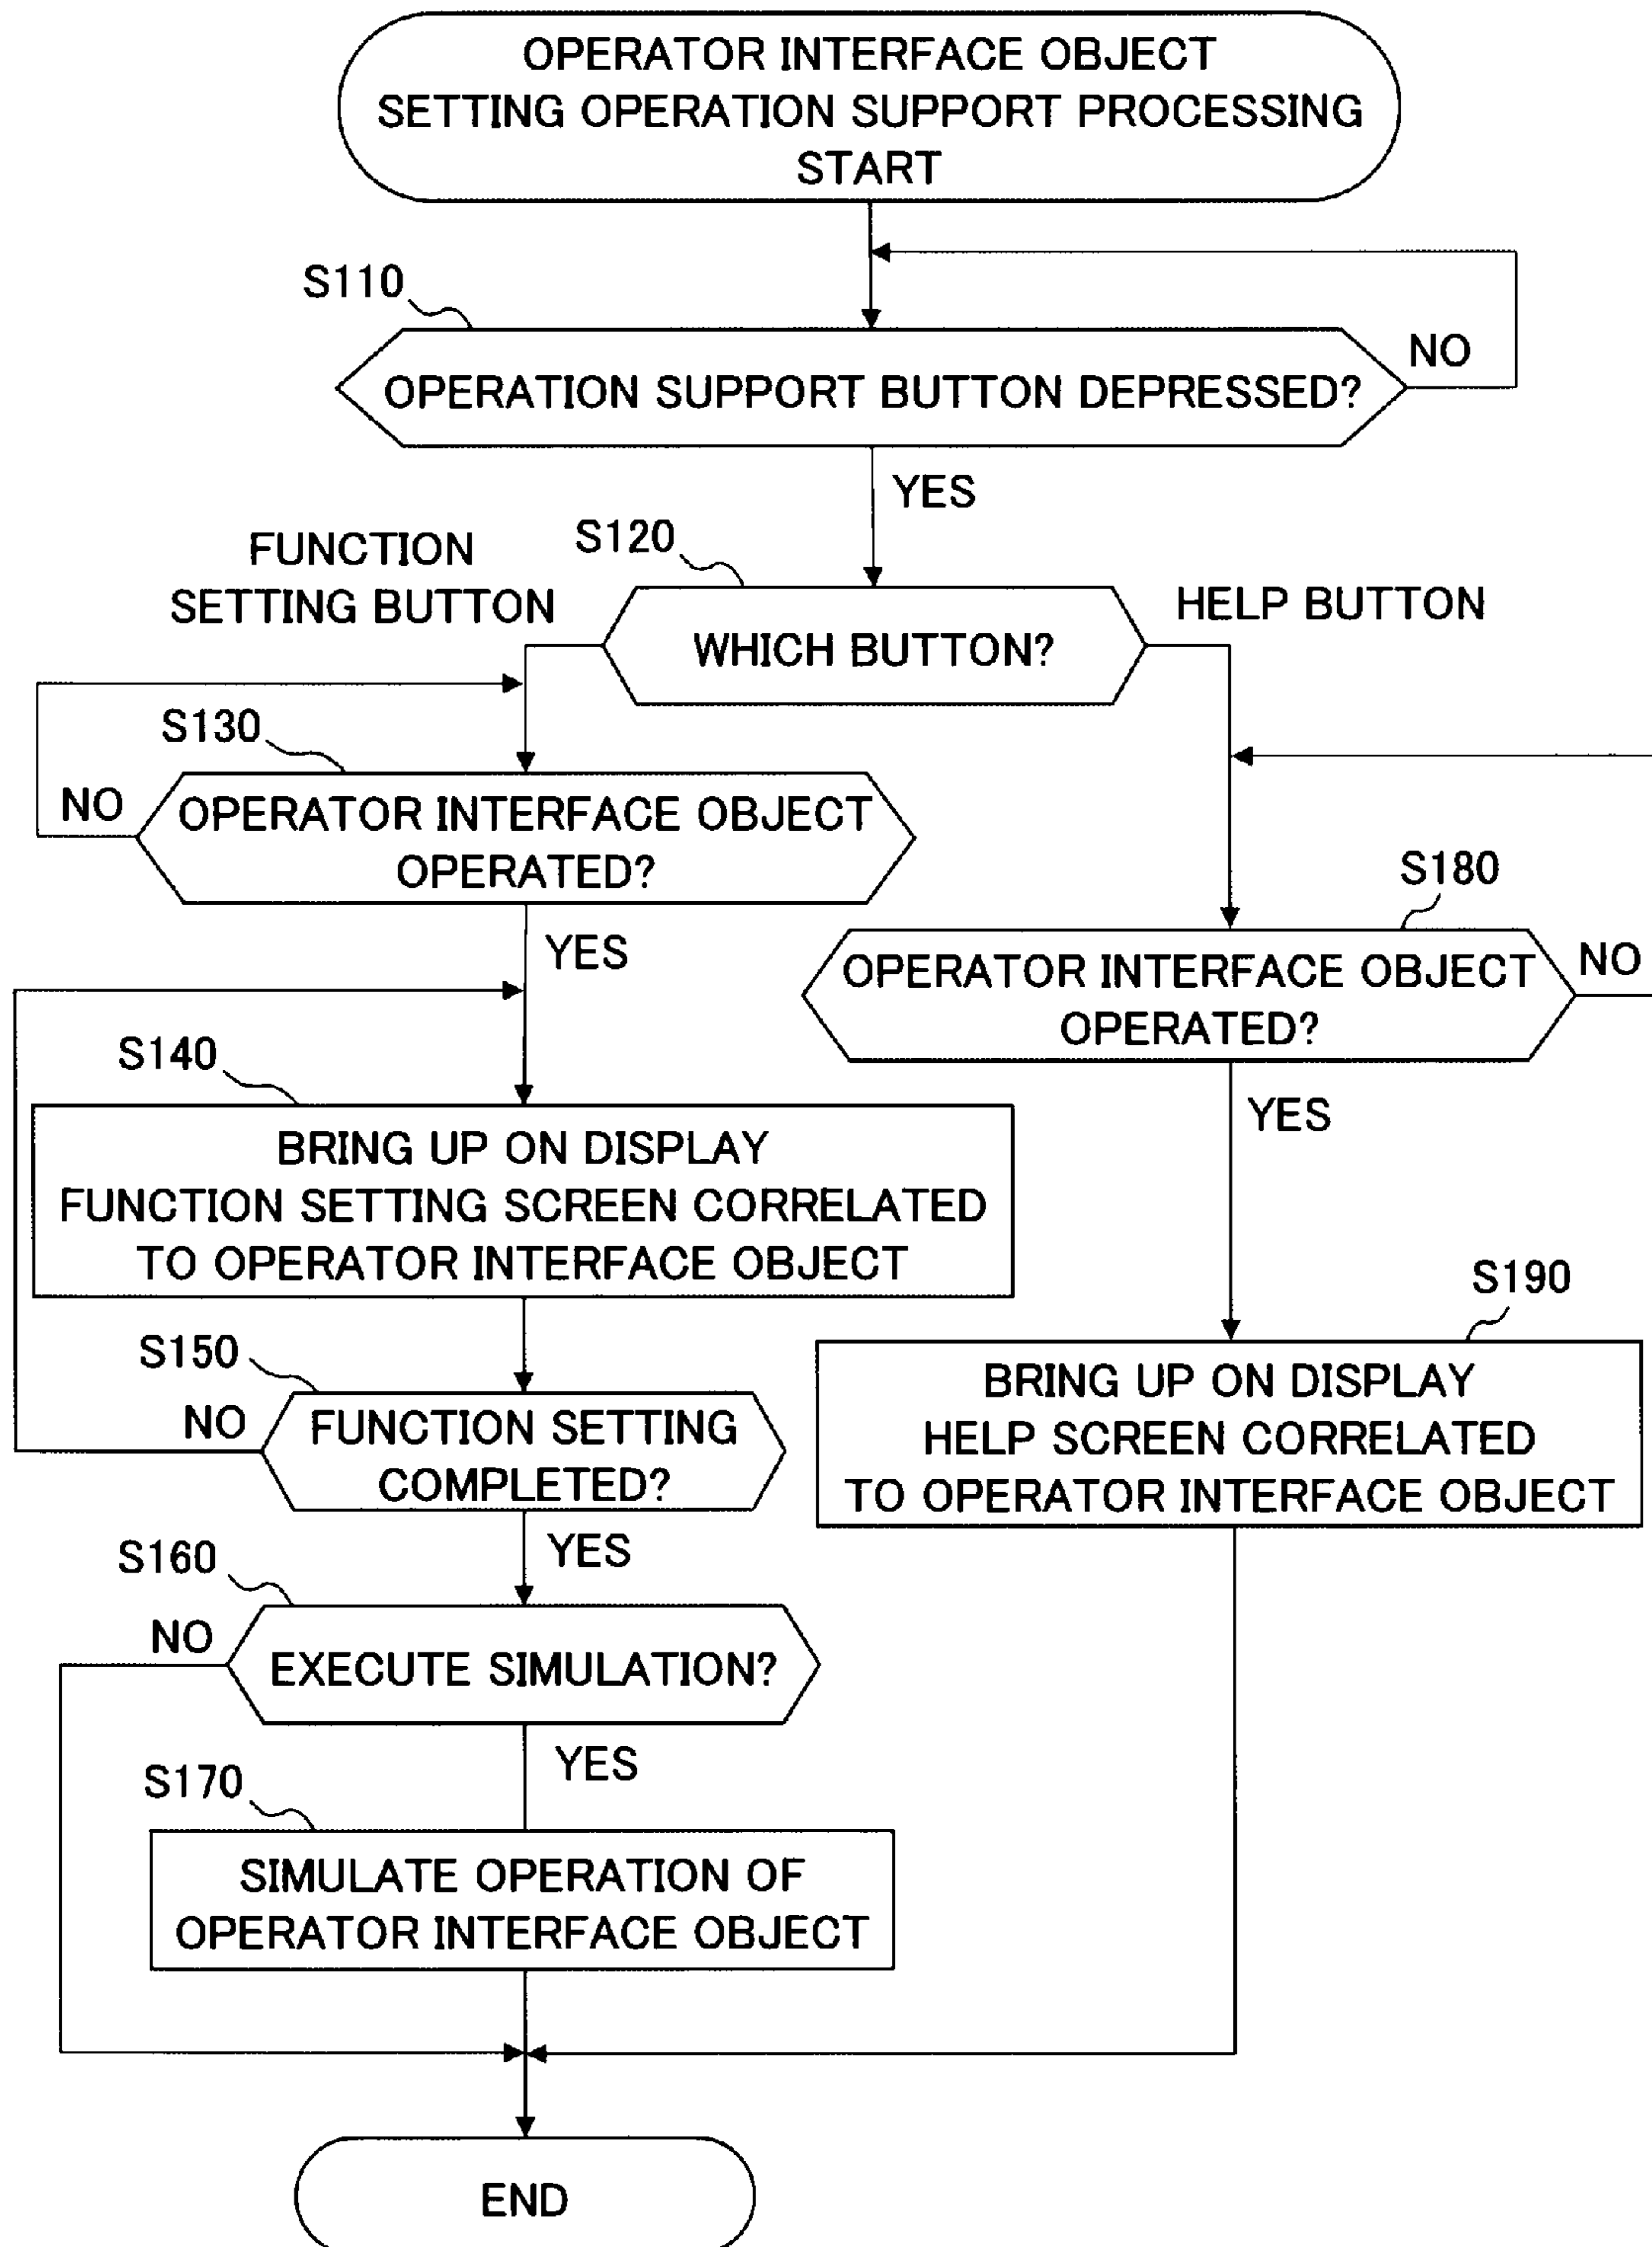 OPERATOR INTERFACE OBJECT
SETTING OPERATION SUPPORT PROCESSING
START
S110
OPERATION SUPPORT BUTTON DEPRESSED?
NO
YES
S120
FUNCTION
SETTING BUTTON
WHICH BUTTON?
HELP BUTTON
S130
NO
OPERATOR INTERFACE OBJECT
OPERATED?
YES
S140
BRING UP ON DISPLAY
FUNCTION SETTING SCREEN CORRELATED
TO OPERATOR INTERFACE OBJECT
S150
NO
FUNCTION SETTING
COMPLETED?
YES
S160
NO
EXECUTE SIMULATION?
YES
S170
SIMULATE OPERATION OF
OPERATOR INTERFACE OBJECT
S180
OPERATOR INTERFACE OBJECT
OPERATED?
NO
YES
S190
BRING UP ON DISPLAY
HELP SCREEN CORRELATED
TO OPERATOR INTERFACE OBJECT
END